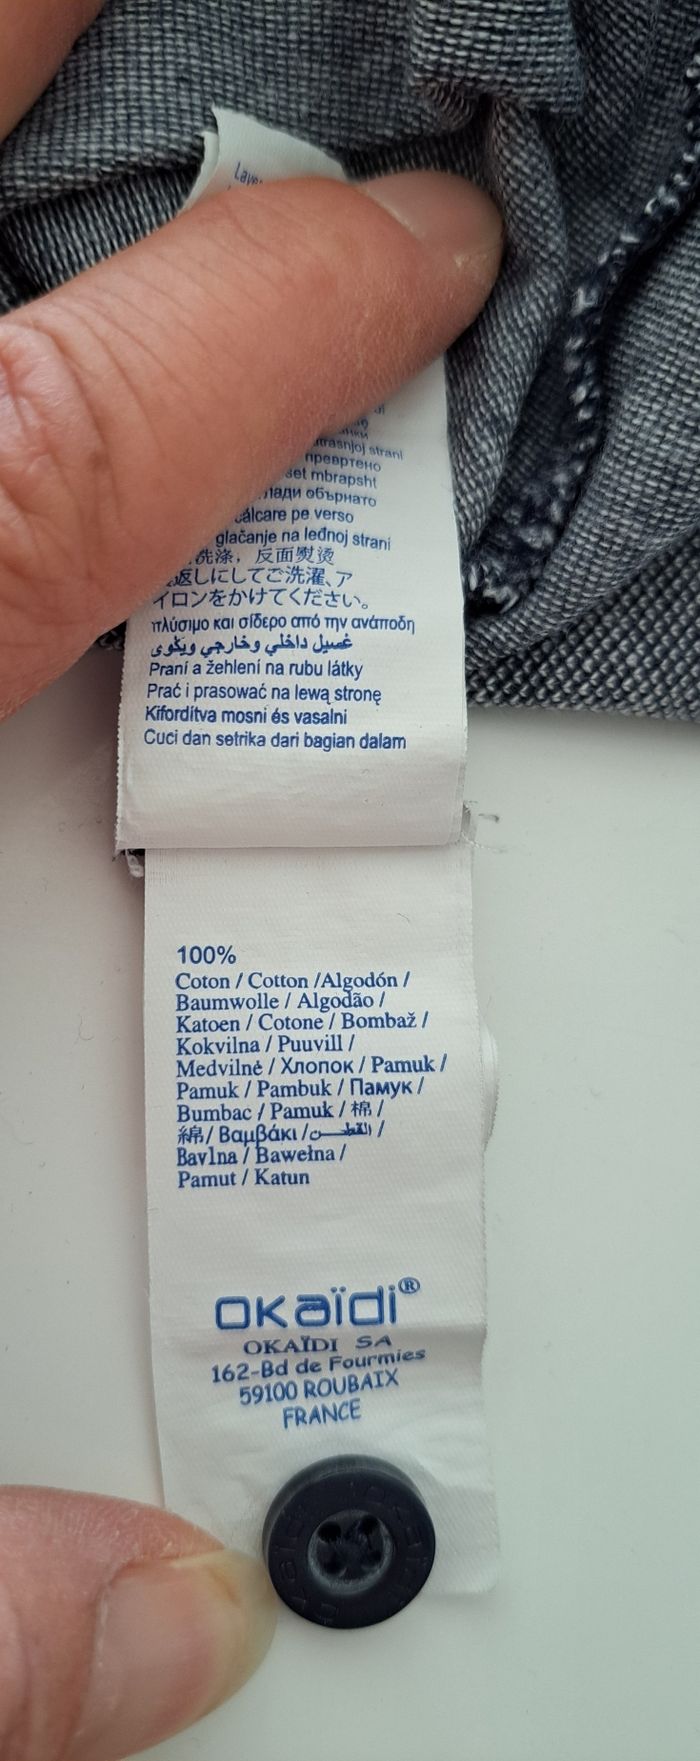 Lave
strani
превртено
set mbrapsht
обърнато
călcare pe verso
glačanje na leđnoj strani
洗涤，反面熨烫
返しにしてご洗濯、ア
イロンをかけてください。
πλύσιμο και σίδερο από την ανάποδη
غسيل داخلي وخارجي ويكوى
Praní a žehlení na rubu látky
Prać i prasować na lewą stronę
Kifordítva mosni és vasalni
Cuci dan setrika dari bagian dalam
100%
Coton / Cotton /Algodón /
Baumwolle / Algodão /
Katoen / Cotone / Bombaž /
Kokvilna / Puuvill /
Medvilnė / Хлопок / Pamuk /
Pamuk / Pambuk / Памук /
Bumbac / Pamuk / 棉 /
綿/ Βαμβάκι /القطـــن /
Bavlna / Bawełna /
Pamut / Katun
okaïdi®
OKAÏDI SA
162-Bd de Fourmies
59100 ROUBAIX
FRANCE